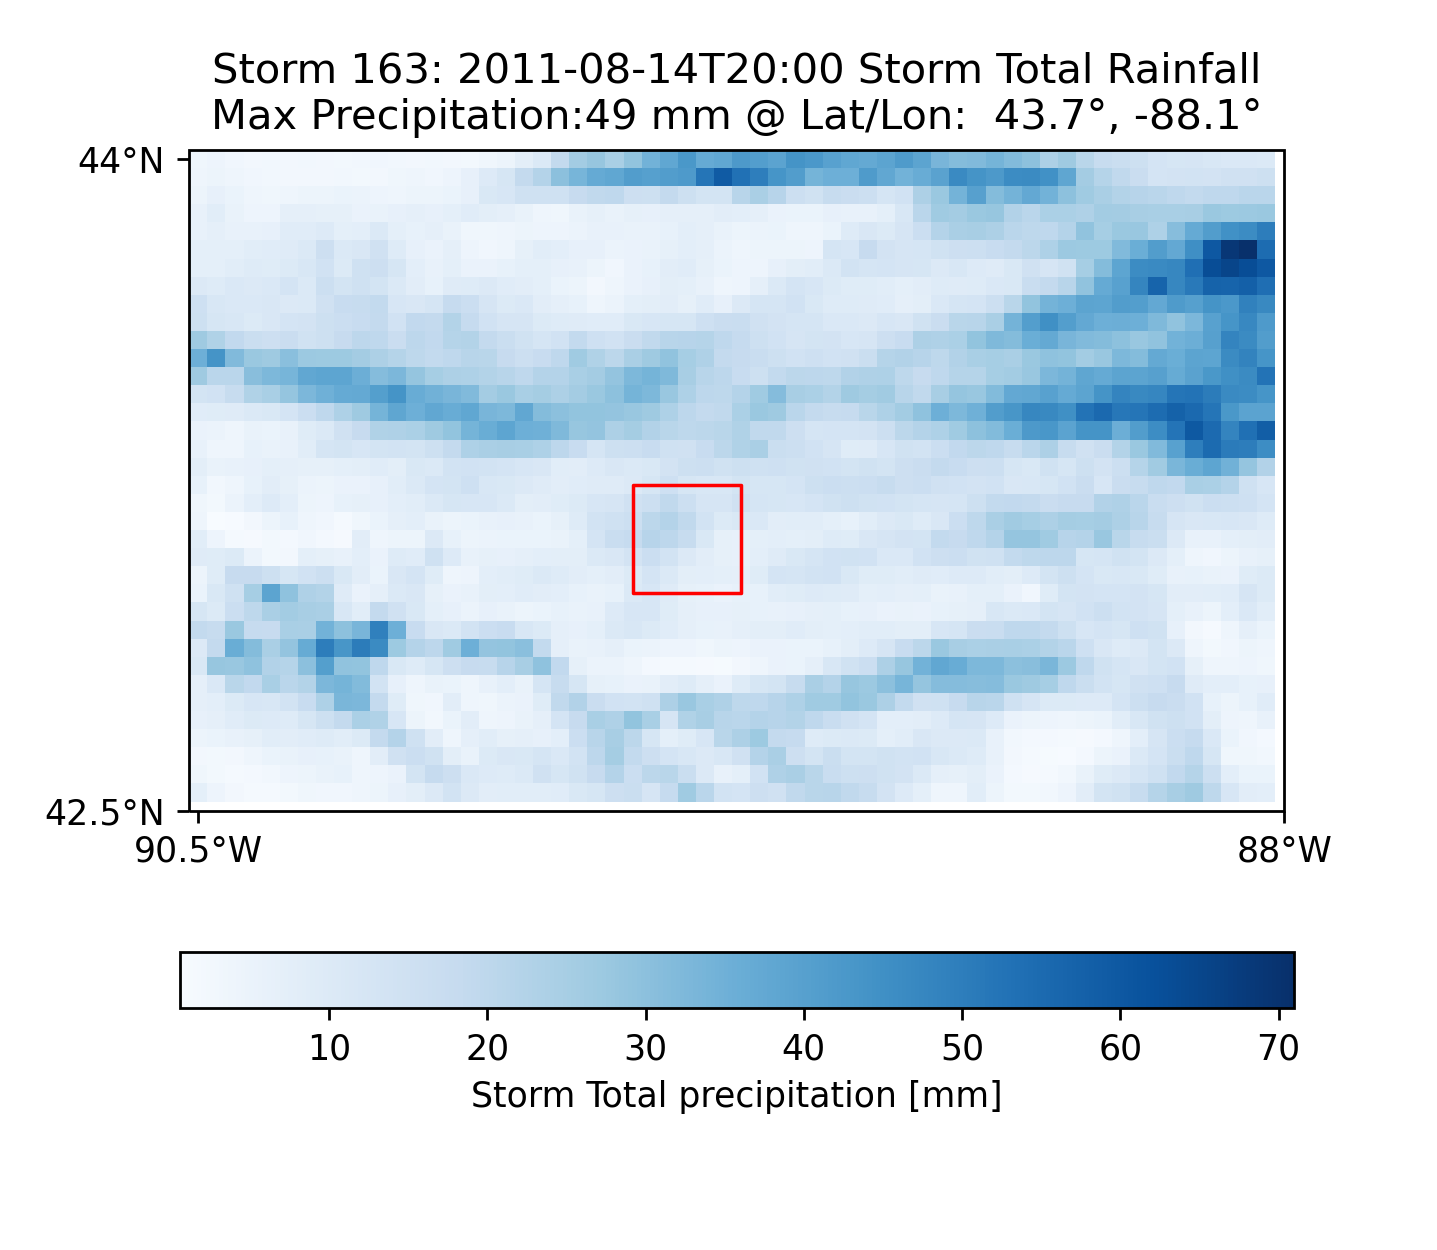 Storm 163: 2011-08-14T20:00 Storm Total Rainfall
Max Precipitation:49 mm @ Lat/Lon:  43.7°, -88.1°
44°N
42.5°N
90.5°W 88°W
10 20 30 40 50 60 70
Storm Total precipitation [mm]